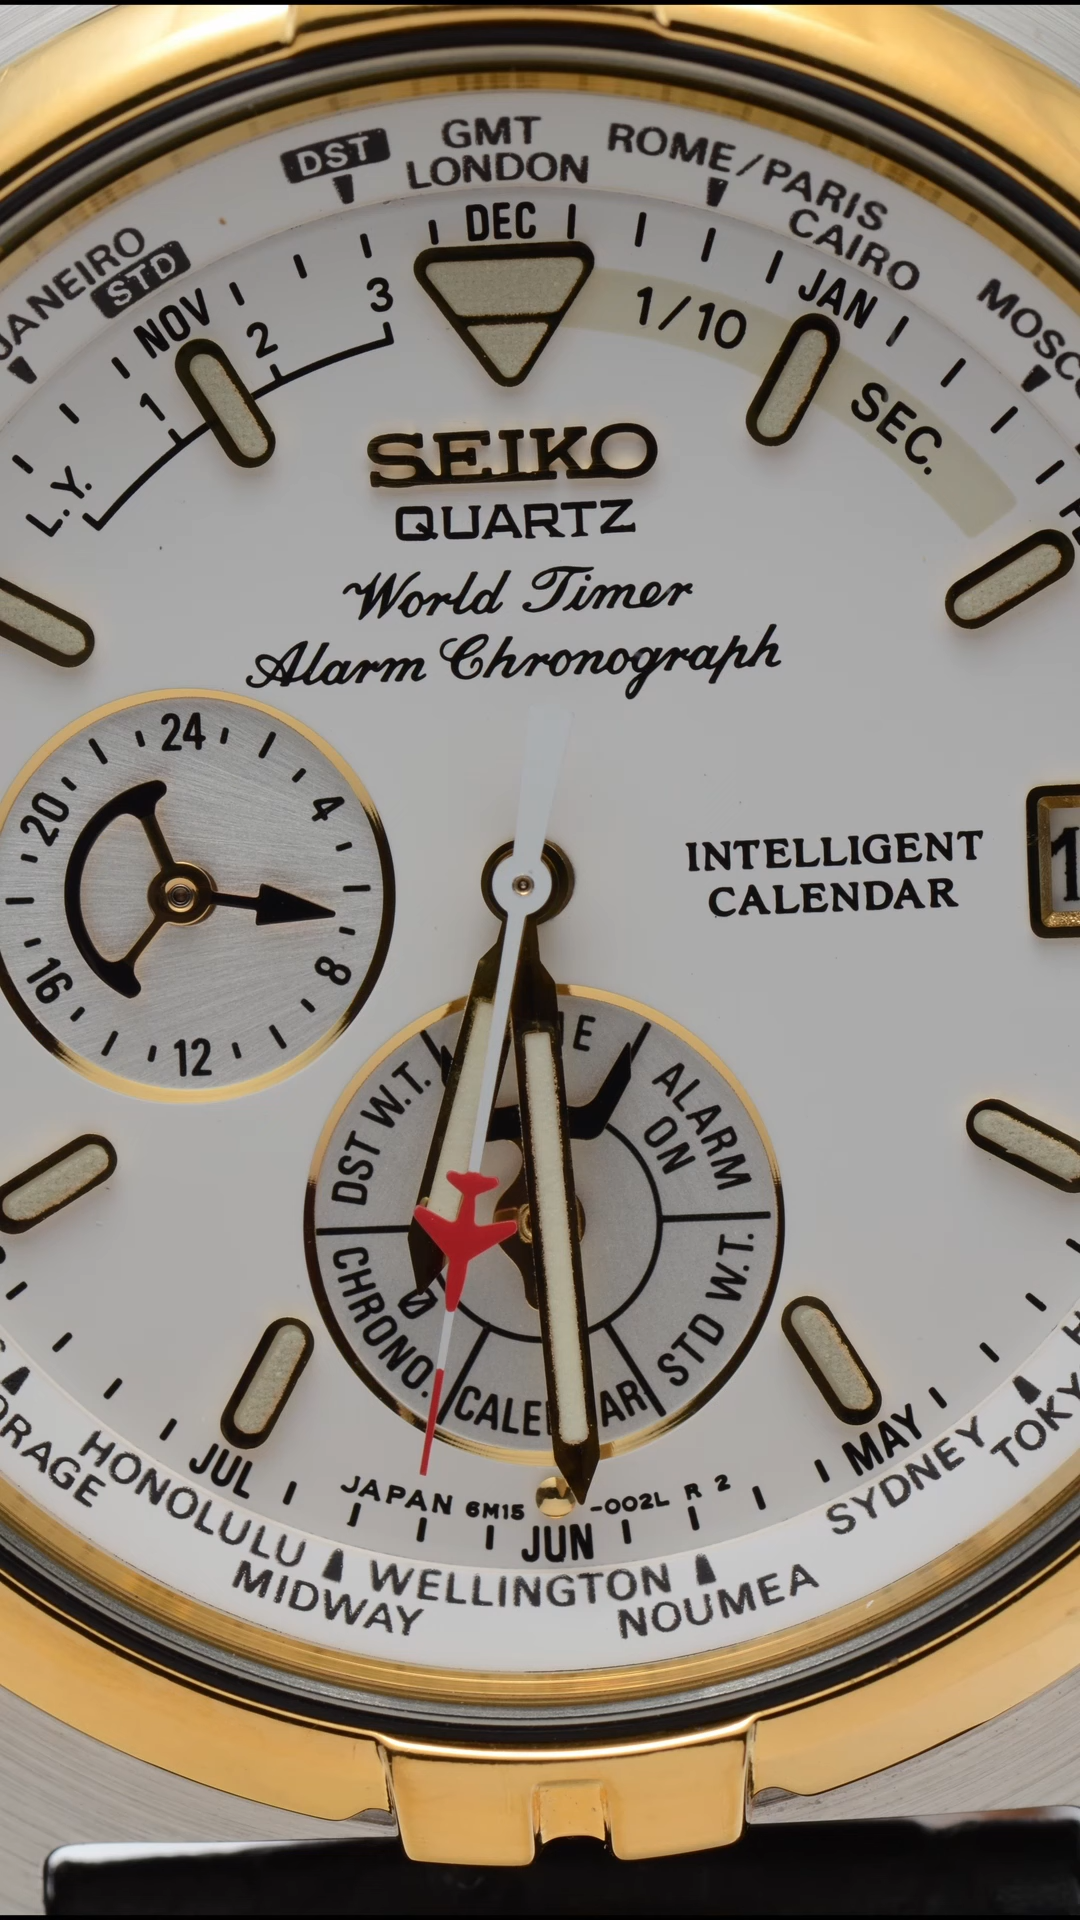 DST
GMT
LONDON
ROME/PARIS
CAIRO
JANEIRO
STD
DEC
NOV
JAN
1 2 3
L.Y.
1/10
SEC.
SEIKO
QUARTZ
World Timer
Alarm Chronograph
24
20
4
16
8
12
INTELLIGENT
CALENDAR
DST W.T.
ALARM
ON
CHRONO.
0
STD W.T.
JUL
MAY
JAPAN 6M15 -002L R 2
JUN
HONOLULU
MIDWAY
WELLINGTON
NOUMEA
SYDNEY